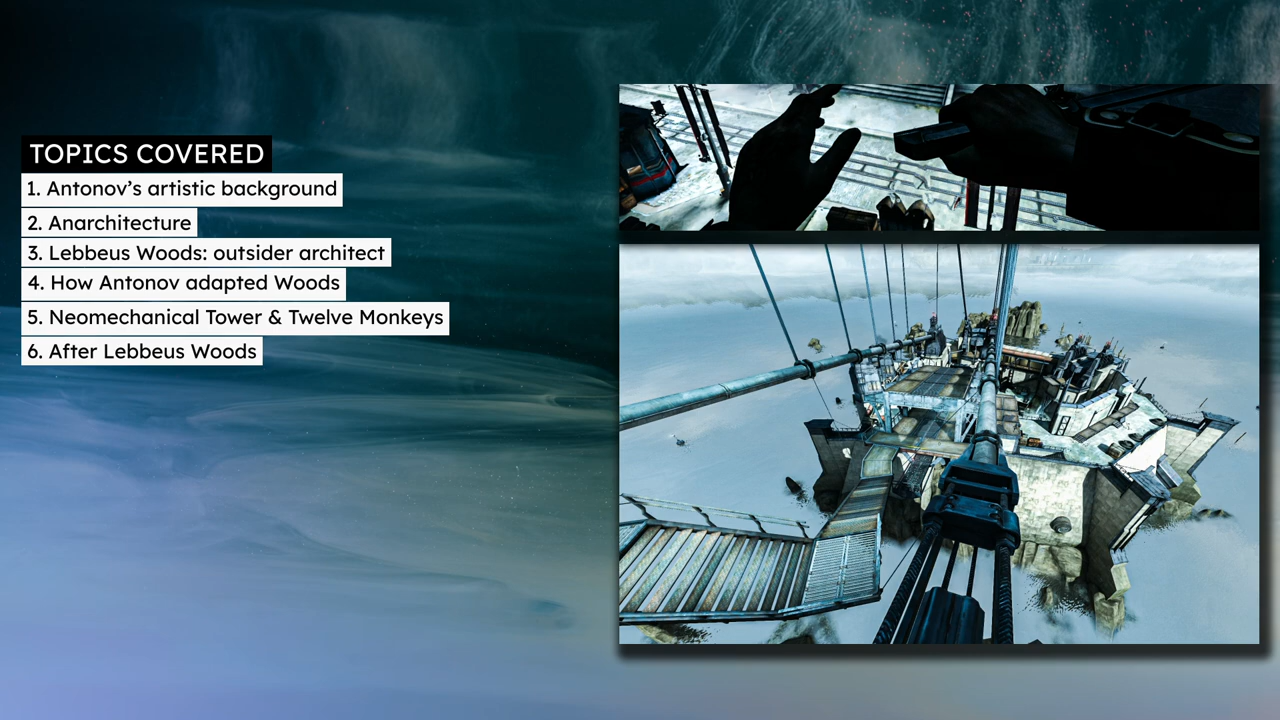 TOPICS COVERED
1. Antonov’s artistic background
2. Anarchitecture
3. Lebbeus Woods: outsider architect
4. How Antonov adapted Woods
5. Neomechanical Tower & Twelve Monkeys
6. After Lebbeus Woods